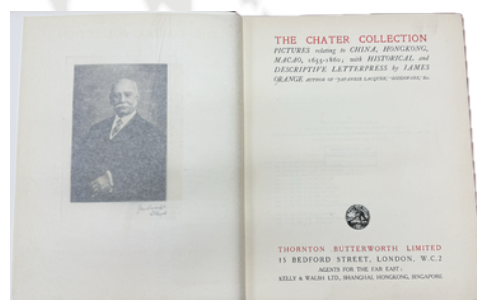 THE CHATER COLLECTION
PICTURES relating to CHINA, HONGKONG,
MACAO, 1655-1860; with HISTORICAL and
DESCRIPTIVE LETTERPRESS by JAMES
ORANGE AUTHOR OF "JAPANESE LACQUER,"
THORNTON BUTTERWORTH LIMITED
15 BEDFORD STREET, LONDON, W.C.2
AGENTS FOR THE FAR EAST:
KELLY & WALSH LTD., SHANGHAI, HONGKONG, SINGAPORE